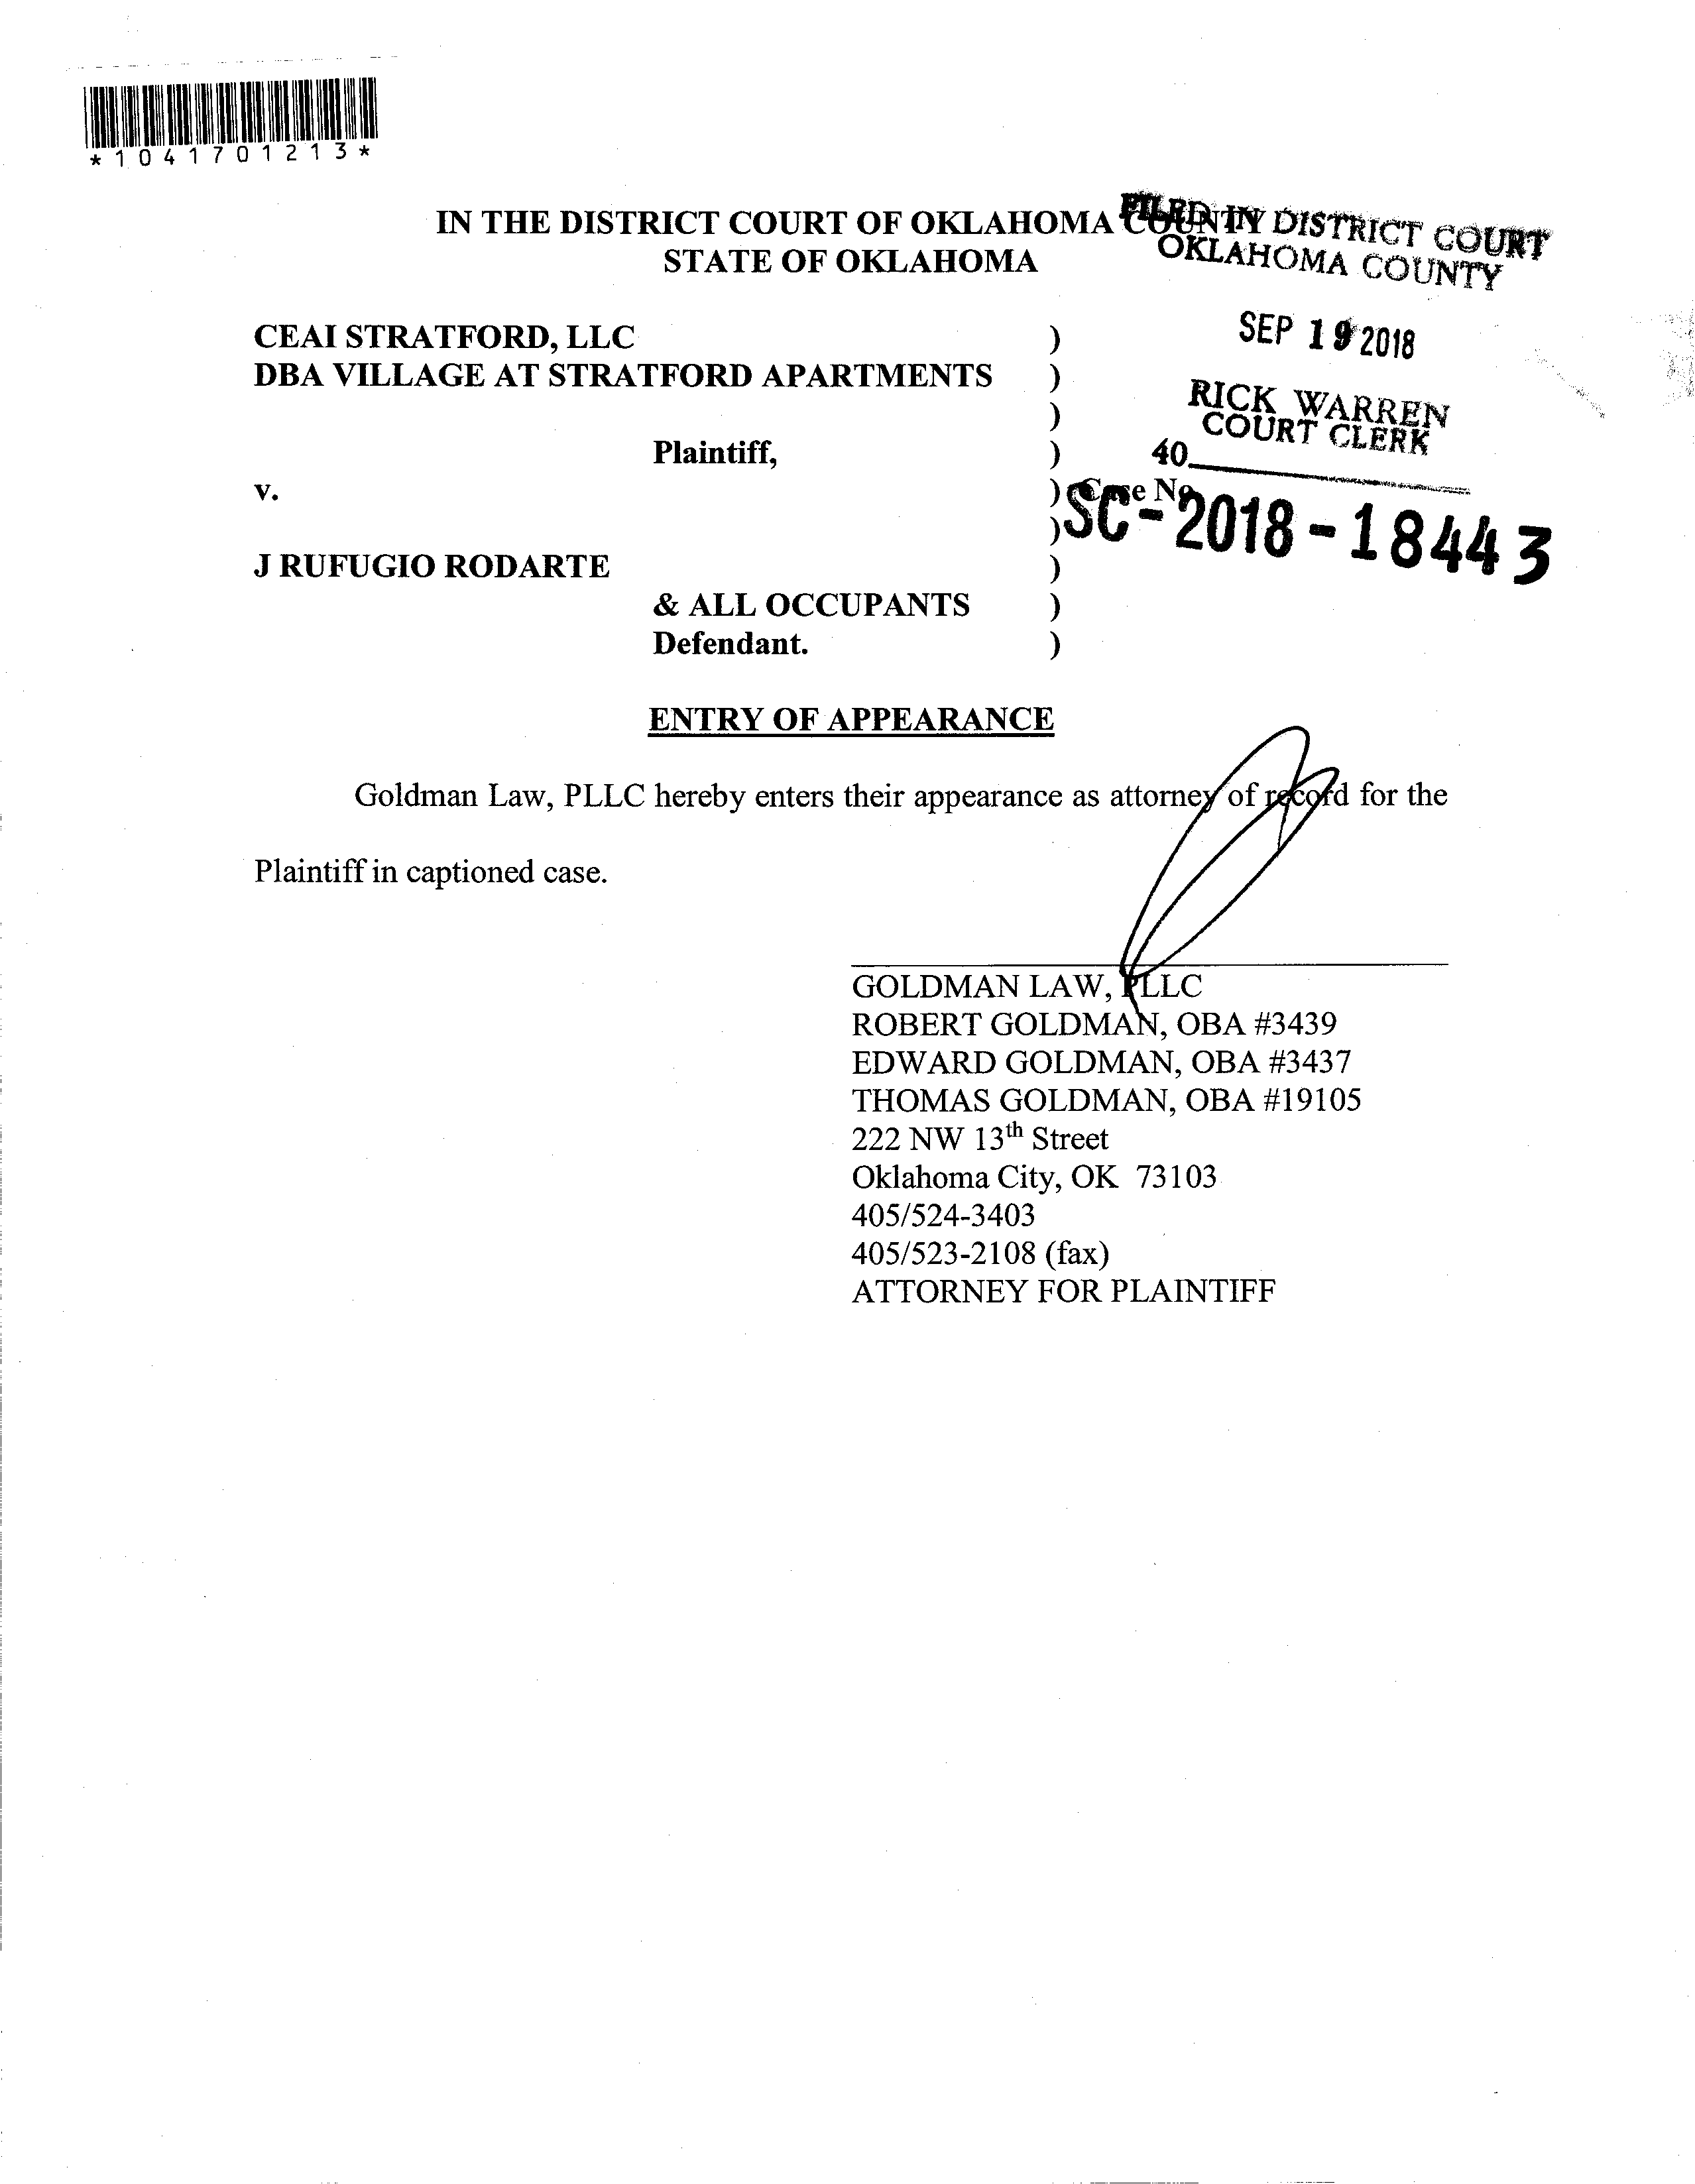 *1041701213*
IN THE DISTRICT COURT OF OKLAHOMA COUNTY
STATE OF OKLAHOMA
FILED IN DISTRICT COURT
OKLAHOMA COUNTY
SEP 19 2018
RICK WARREN
COURT CLERK
40
CEAI STRATFORD, LLC )
DBA VILLAGE AT STRATFORD APARTMENTS )
)
Plaintiff, )
v. ) Case No.
SC-2018-18443
)
J RUFUGIO RODARTE )
& ALL OCCUPANTS )
Defendant. )
ENTRY OF APPEARANCE
Goldman Law, PLLC hereby enters their appearance as attorney of record for the
Plaintiff in captioned case.
GOLDMAN LAW, PLLC
ROBERT GOLDMAN, OBA #3439
EDWARD GOLDMAN, OBA #3437
THOMAS GOLDMAN, OBA #19105
222 NW 13th Street
Oklahoma City, OK 73103
405/524-3403
405/523-2108 (fax)
ATTORNEY FOR PLAINTIFF